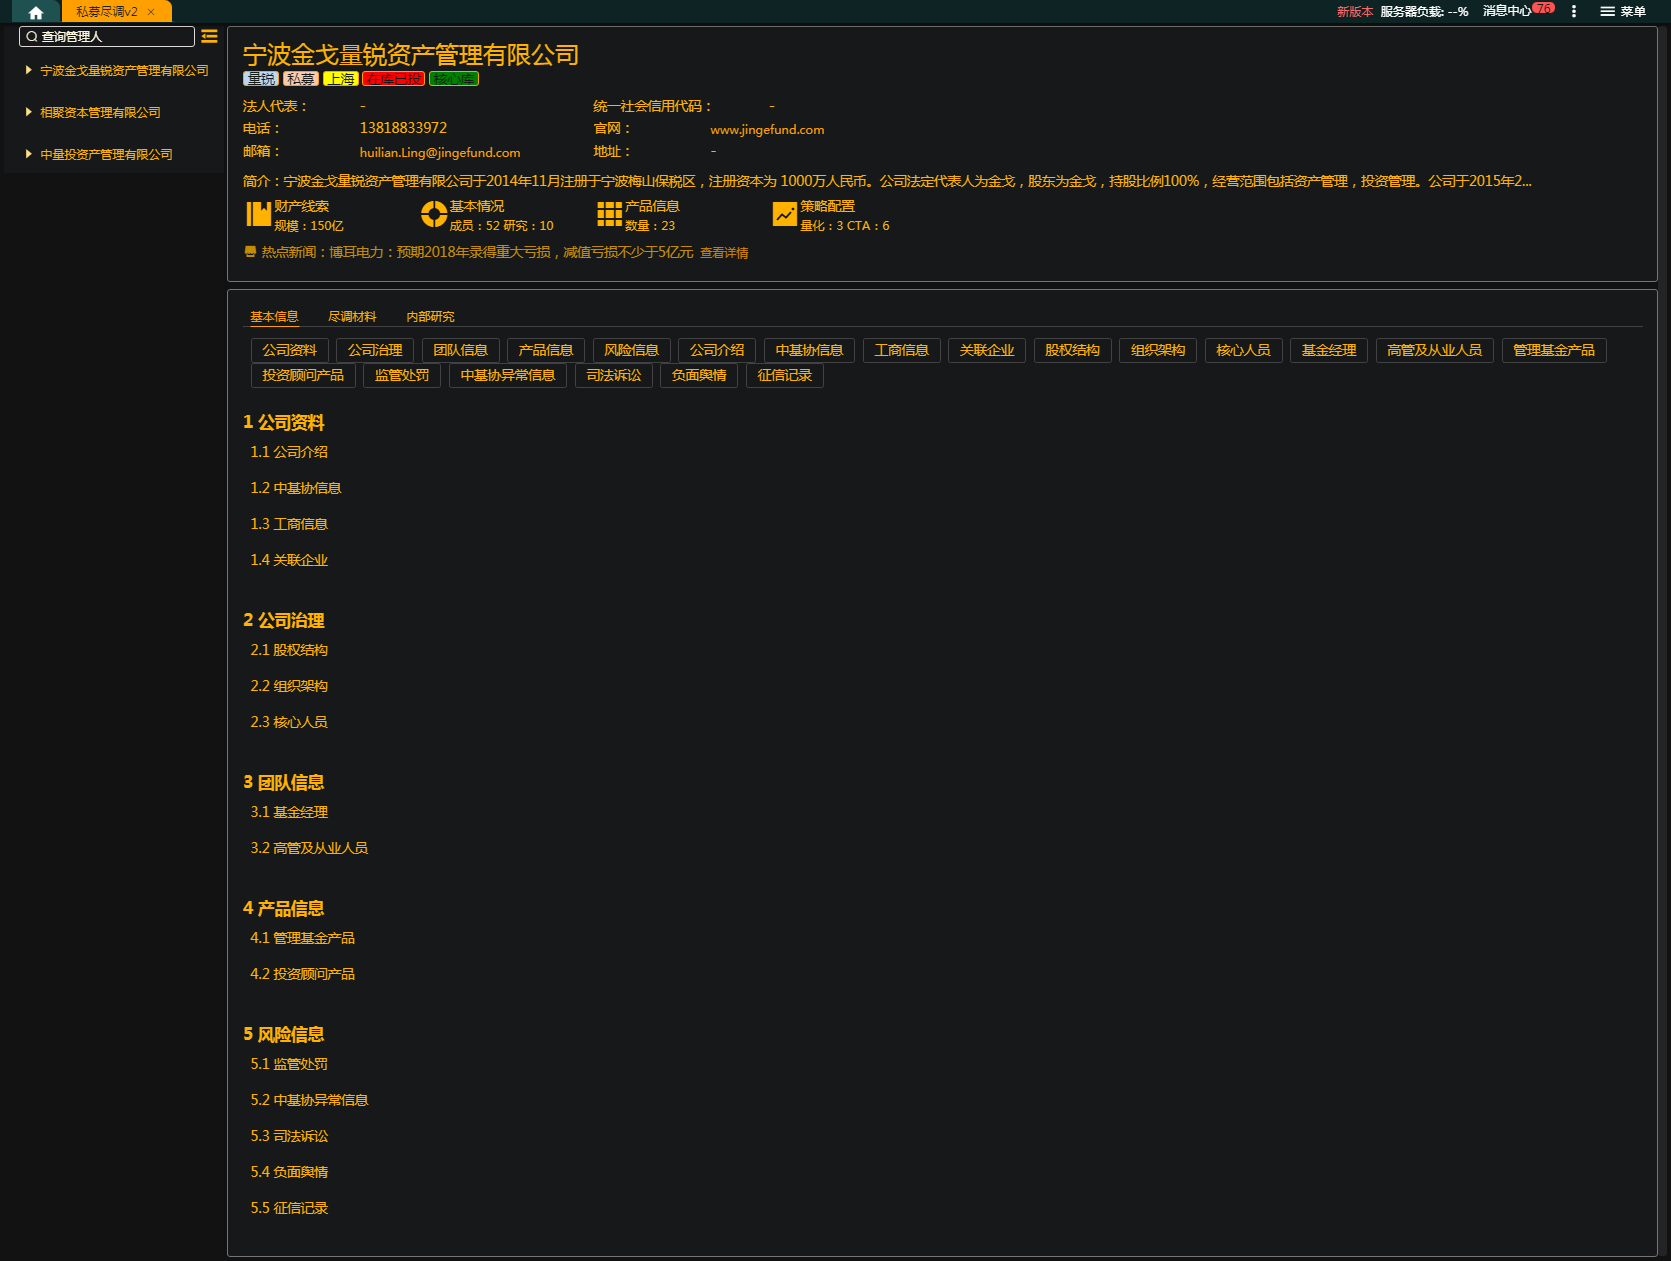 私募尽调v2 ×
新版本 服务器负载: --% 消息中心 76 菜单
查询管理人
宁波金戈量锐资产管理有限公司
相聚资本管理有限公司
中量投资产管理有限公司
宁波金戈量锐资产管理有限公司
量锐 私募 上海 在库已投 核心库
法人代表： - 统一社会信用代码： -
电话： 13818833972 官网： www.jingefund.com
邮箱： huilian.Ling@jingefund.com 地址： -
简介：宁波金戈量锐资产管理有限公司于2014年11月注册于宁波梅山保税区，注册资本为 1000万人民币。公司法定代表人为金戈，股东为金戈，持股比例100%，经营范围包括资产管理，投资管理。公司于2015年2...
财产线索 基本情况 产品信息 策略配置
规模：150亿 成员：52 研究：10 数量：23 量化：3 CTA：6
热点新闻：博耳电力：预期2018年录得重大亏损，减值亏损不少于5亿元 查看详情
基本信息 尽调材料 内部研究
公司资料 公司治理 团队信息 产品信息 风险信息 公司介绍 中基协信息 工商信息 关联企业 股权结构 组织架构 核心人员 基金经理 高管及从业人员 管理基金产品
投资顾问产品 监管处罚 中基协异常信息 司法诉讼 负面舆情 征信记录
1 公司资料
1.1 公司介绍
1.2 中基协信息
1.3 工商信息
1.4 关联企业
2 公司治理
2.1 股权结构
2.2 组织架构
2.3 核心人员
3 团队信息
3.1 基金经理
3.2 高管及从业人员
4 产品信息
4.1 管理基金产品
4.2 投资顾问产品
5 风险信息
5.1 监管处罚
5.2 中基协异常信息
5.3 司法诉讼
5.4 负面舆情
5.5 征信记录